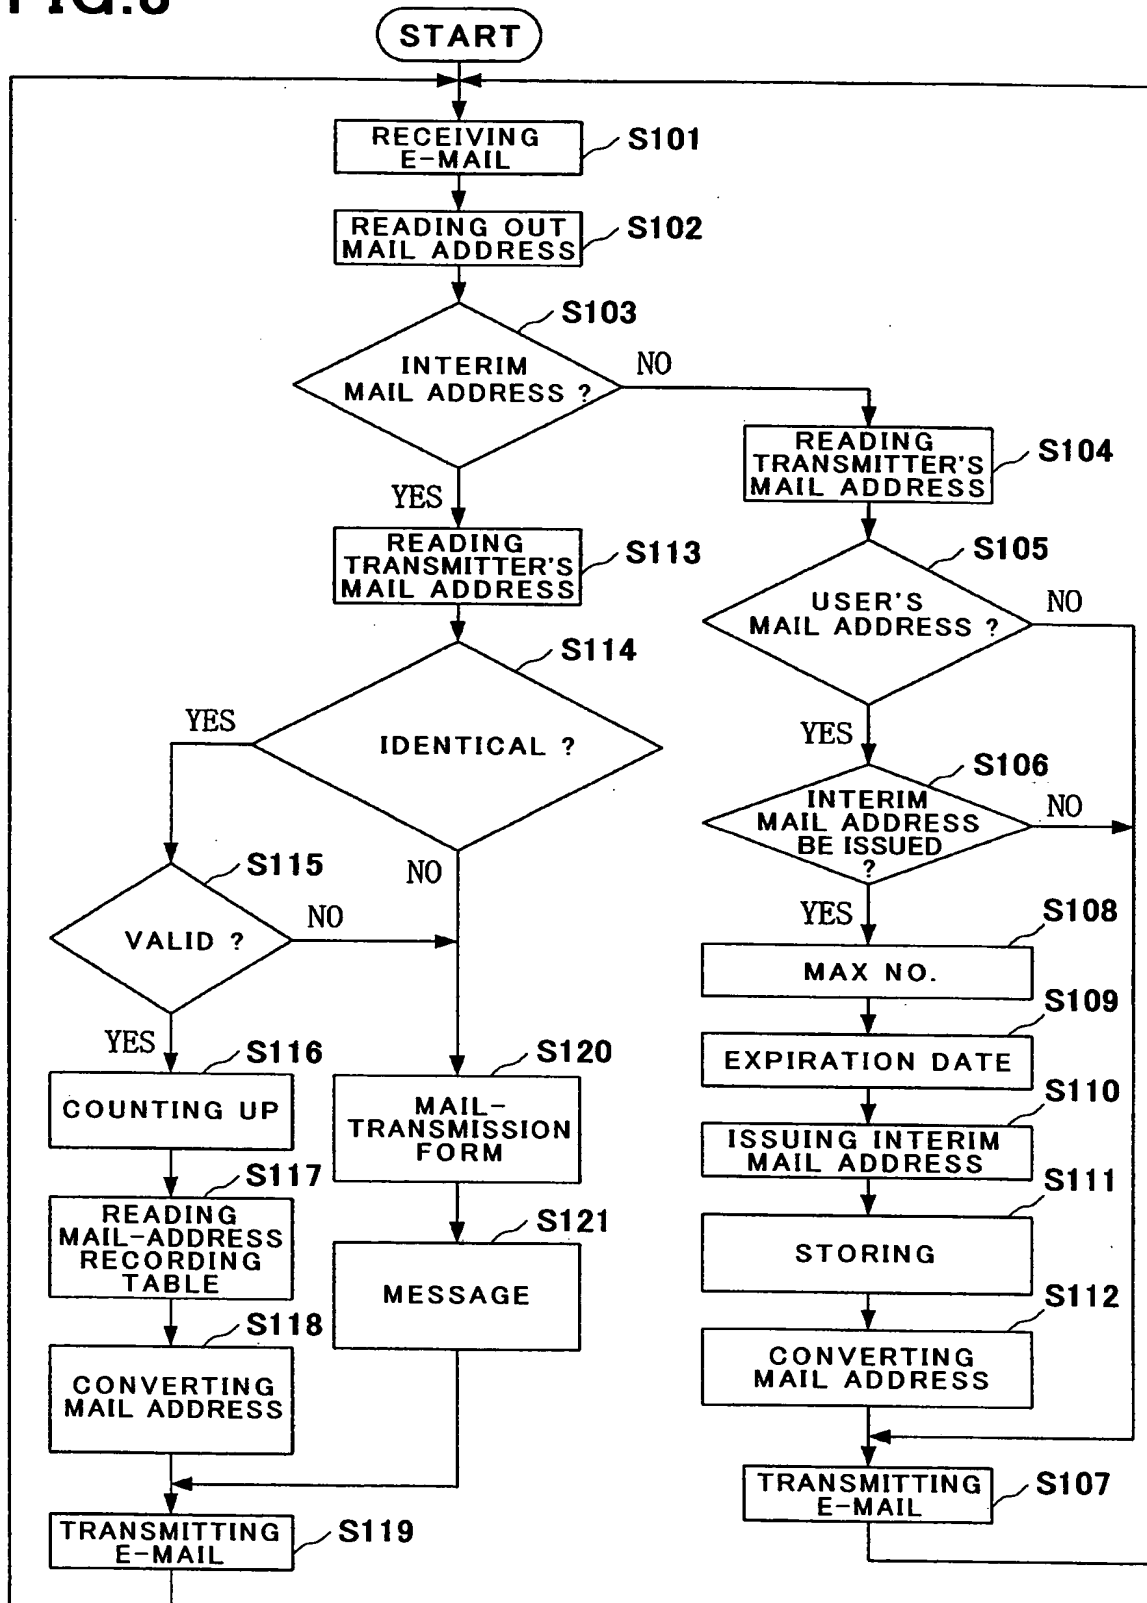 START
RECEIVING
E-MAIL
S101
READING OUT
MAIL ADDRESS
S102
S103
INTERIM
MAIL ADDRESS ?
NO
YES
READING
TRANSMITTER'S
MAIL ADDRESS
S104
READING
TRANSMITTER'S
MAIL ADDRESS
S113
S105
USER'S
MAIL ADDRESS ?
NO
YES
S114
IDENTICAL ?
YES
NO
S106
INTERIM
MAIL ADDRESS
BE ISSUED
?
NO
YES
S115
VALID ?
NO
YES
S108
MAX NO.
S109
EXPIRATION DATE
S110
ISSUING INTERIM
MAIL ADDRESS
S111
STORING
S112
CONVERTING
MAIL ADDRESS
S116
COUNTING UP
S117
READING
MAIL-ADDRESS
RECORDING
TABLE
S118
CONVERTING
MAIL ADDRESS
S120
MAIL-
TRANSMISSION
FORM
S121
MESSAGE
TRANSMITTING
E-MAIL
S107
TRANSMITTING
E-MAIL
S119